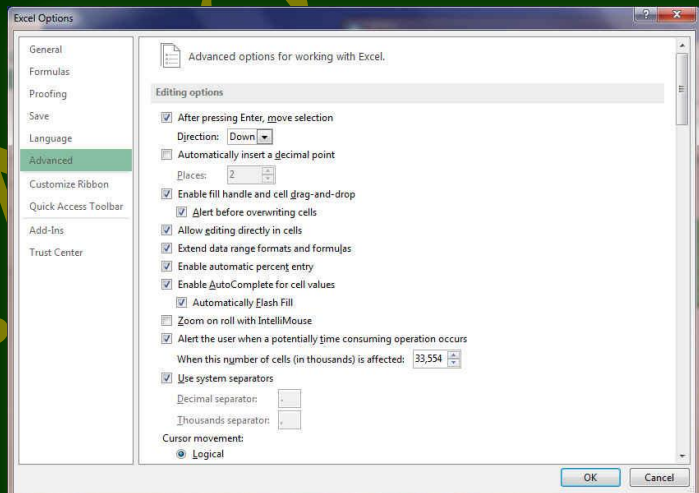 Excel Options
General
Formulas
Proofing
Save
Language
Advanced
Customize Ribbon
Quick Access Toolbar
Add-Ins
Trust Center
Advanced options for working with Excel.
Editing options
After pressing Enter, move selection
Direction: Down
Automatically insert a decimal point
Places: 2
Enable fill handle and cell drag-and-drop
Alert before overwriting cells
Allow editing directly in cells
Extend data range formats and formulas
Enable automatic percent entry
Enable AutoComplete for cell values
Automatically Flash Fill
Zoom on roll with IntelliMouse
Alert the user when a potentially time consuming operation occurs
When this number of cells (in thousands) is affected: 33,554
Use system separators
Decimal separator: .
Thousands separator: ,
Cursor movement:
Logical
OK
Cancel